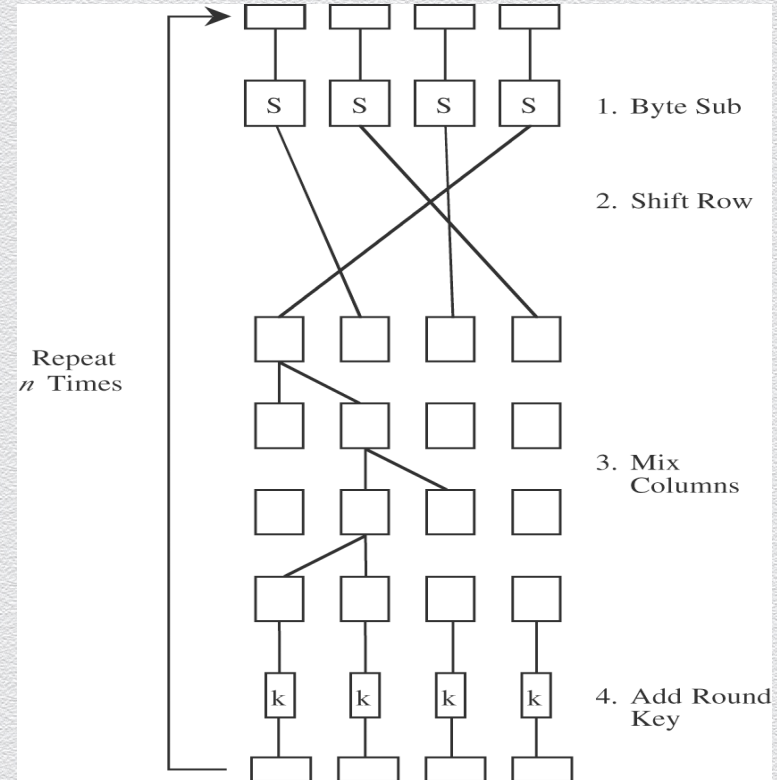 S S S S
1. Byte Sub
2. Shift Row
Repeat
n Times
3. Mix
Columns
k k k k
4. Add Round
Key